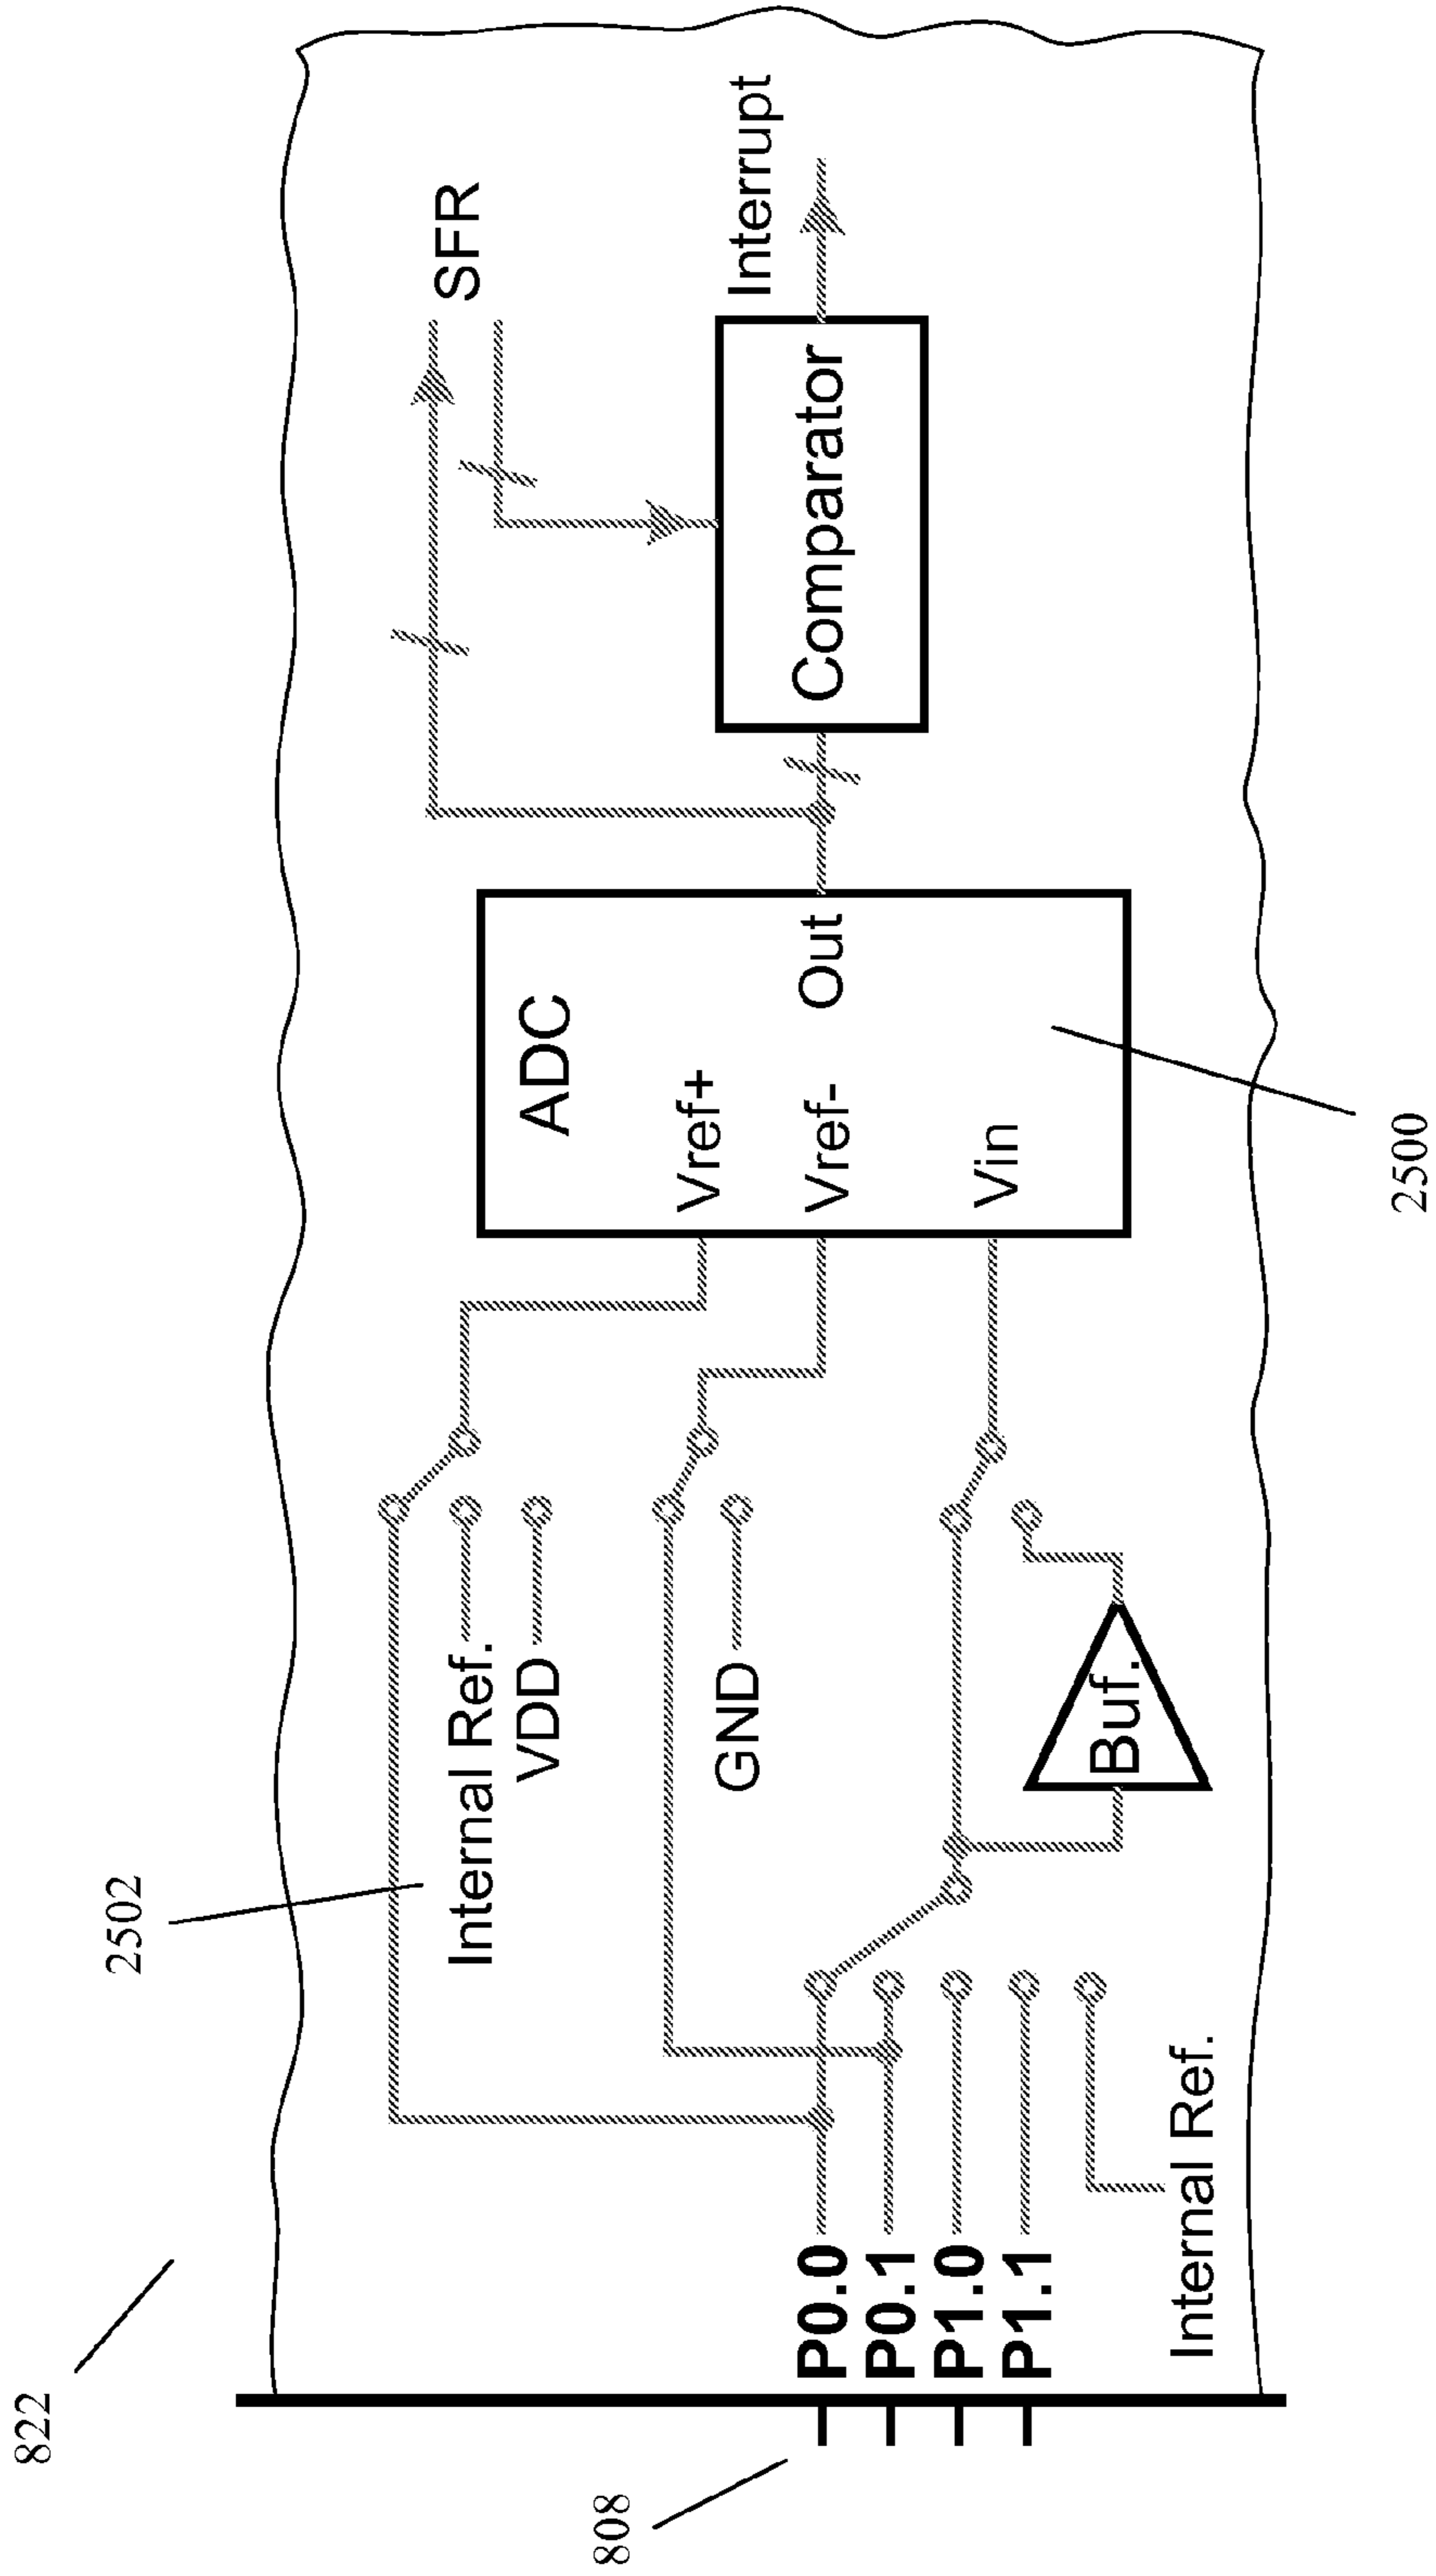 822
2502
808
SFR
Interrupt
Internal Ref.
VDD
GND
ADC
Vref+
Vref-
Vin
Out
Comparator
Buf.
P0.0
P0.1
P1.0
P1.1
Internal Ref.
2500